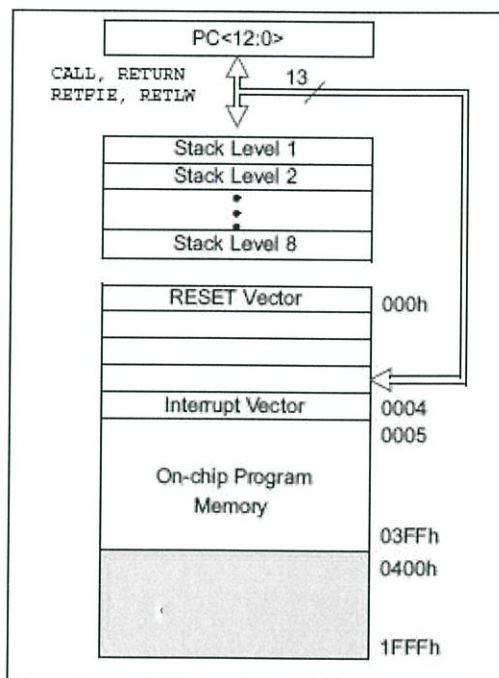 PC<12:0>
CALL, RETURN
RETFIE, RETLW
13
Stack Level 1
Stack Level 2
Stack Level 8
RESET Vector
000h
Interrupt Vector
0004
0005
On-chip Program
Memory
03FFh
0400h
1FFFh